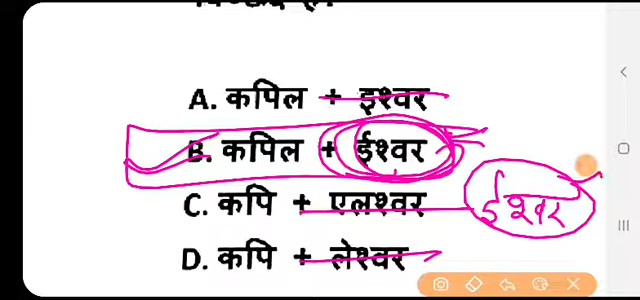 A. कपिल + इश्वर
B. कपिल + ईश्वर
C. कपि + एलश्वर
D. कपि + लेश्वर
ईश्वर